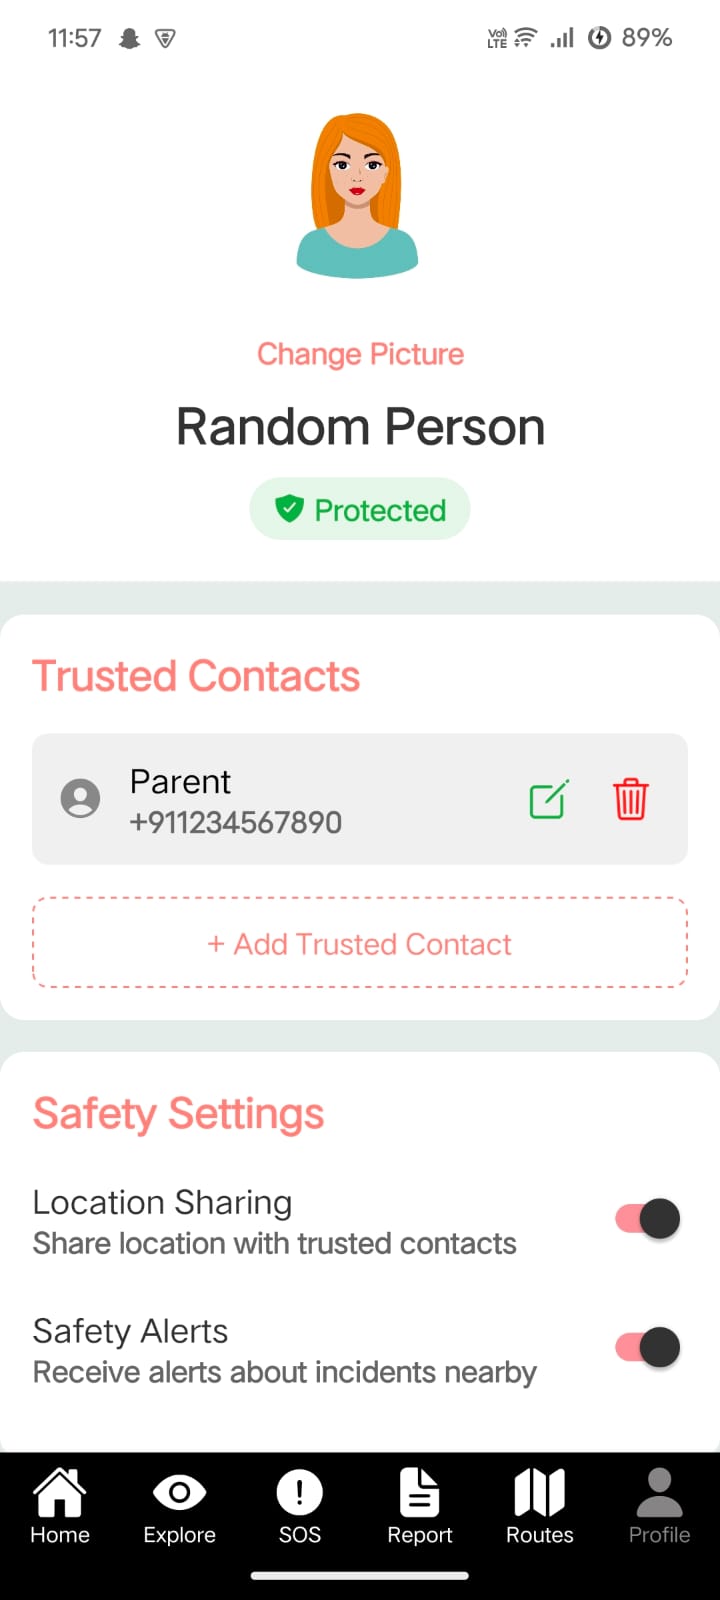 11:57
Vo))
LTE
89%
Change Picture
Random Person
Protected
Trusted Contacts
Parent
+911234567890
+ Add Trusted Contact
Safety Settings
Location Sharing
Share location with trusted contacts
Safety Alerts
Receive alerts about incidents nearby
Home Explore SOS Report Routes Profile